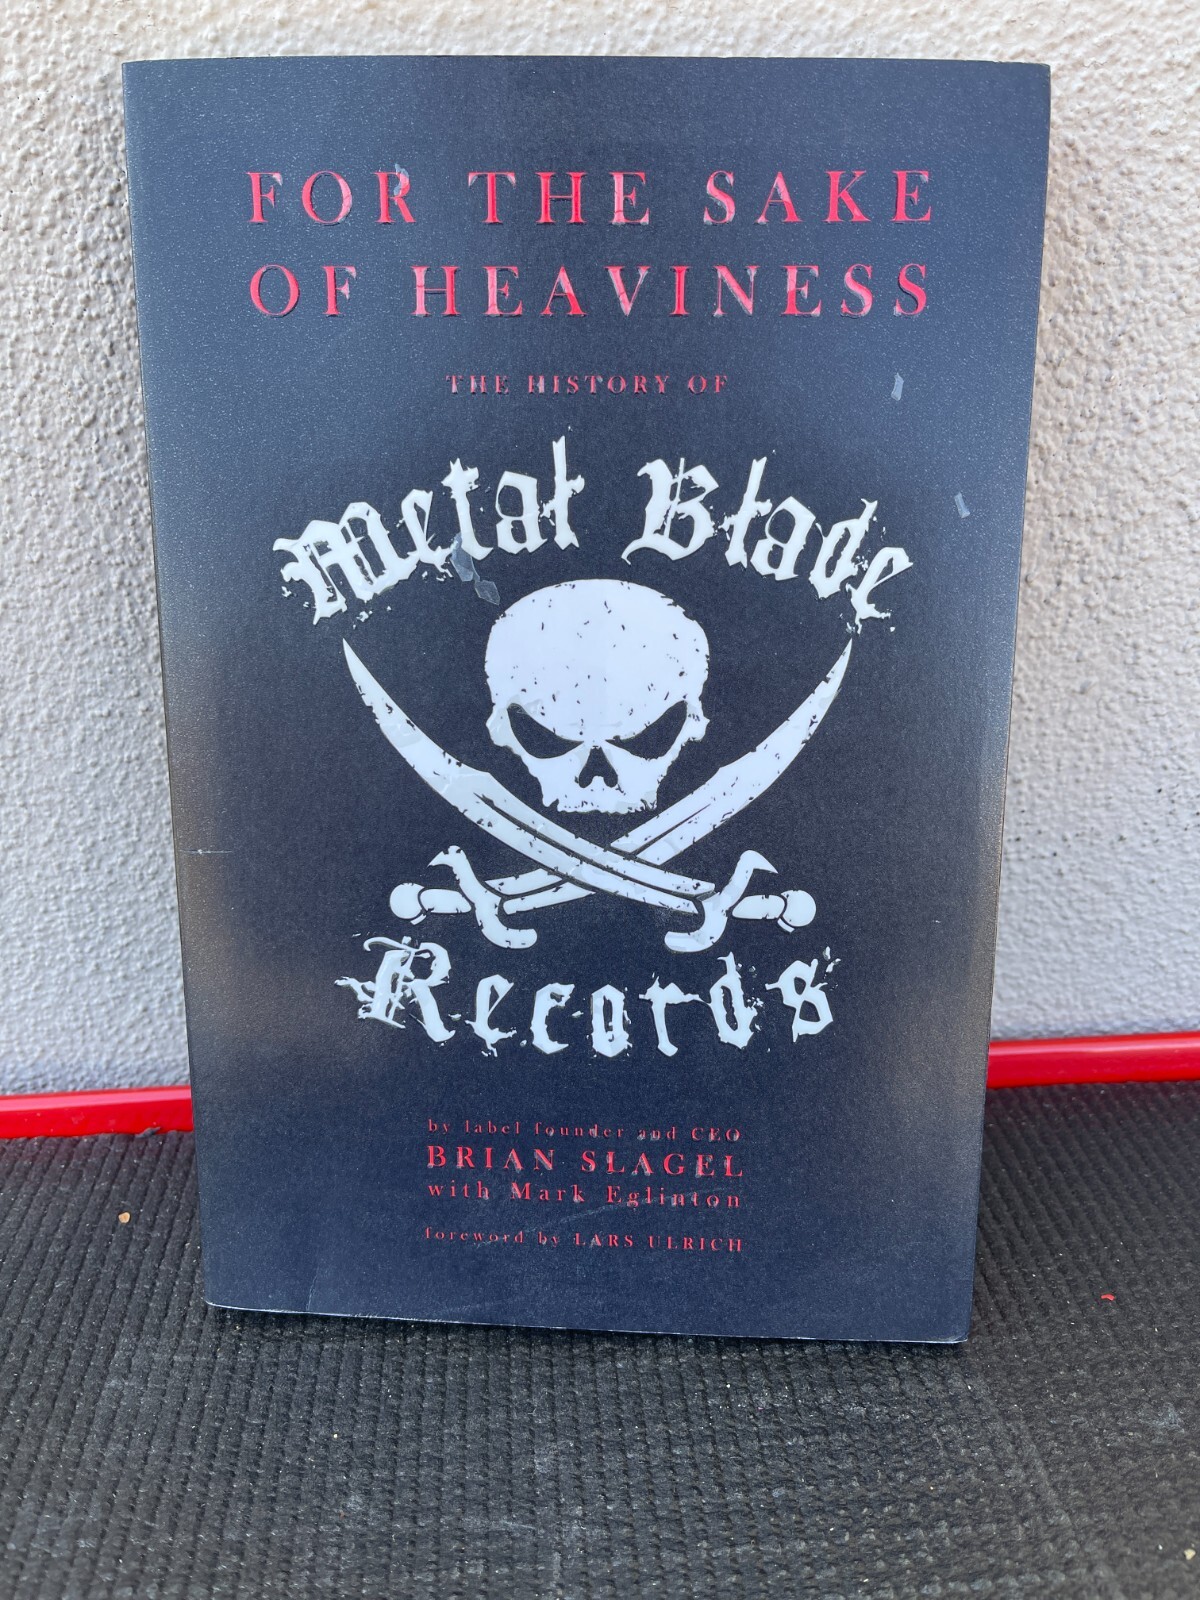 FOR THE SAKE
OF HEAVINESS
THE HISTORY OF
Metal Blade
Records
by label founder and CEO
BRIAN SLAGEL
with Mark Eglinton
foreword by LARS ULRICH